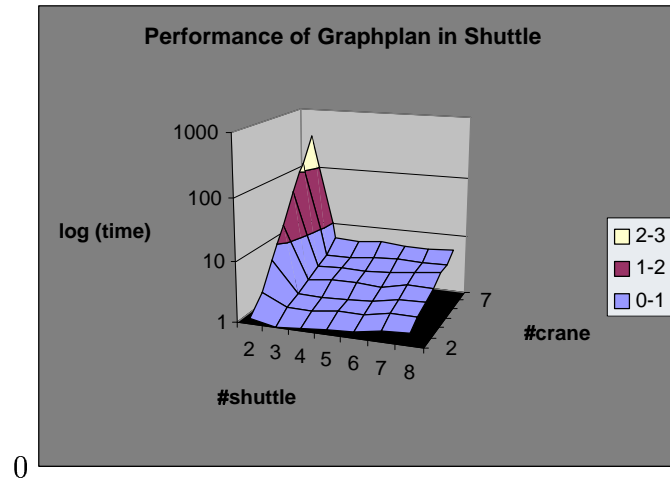 Performance of Graphplan in Shuttle
1000
100
log (time)
10
1
2-3
1-2
0-1
7
2
#crane
2 3 4 5 6 7 8
#shuttle
0